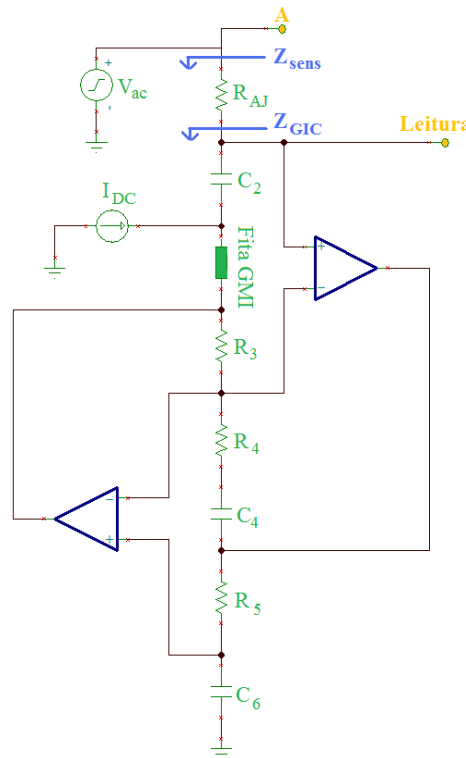 A
+
V_ac
-
Z_sens
R_AJ
Z_GIC
Leitura
C_2
I_DC
Fita GMI
+
-
R_3
R_4
-
+
C_4
R_5
C_6